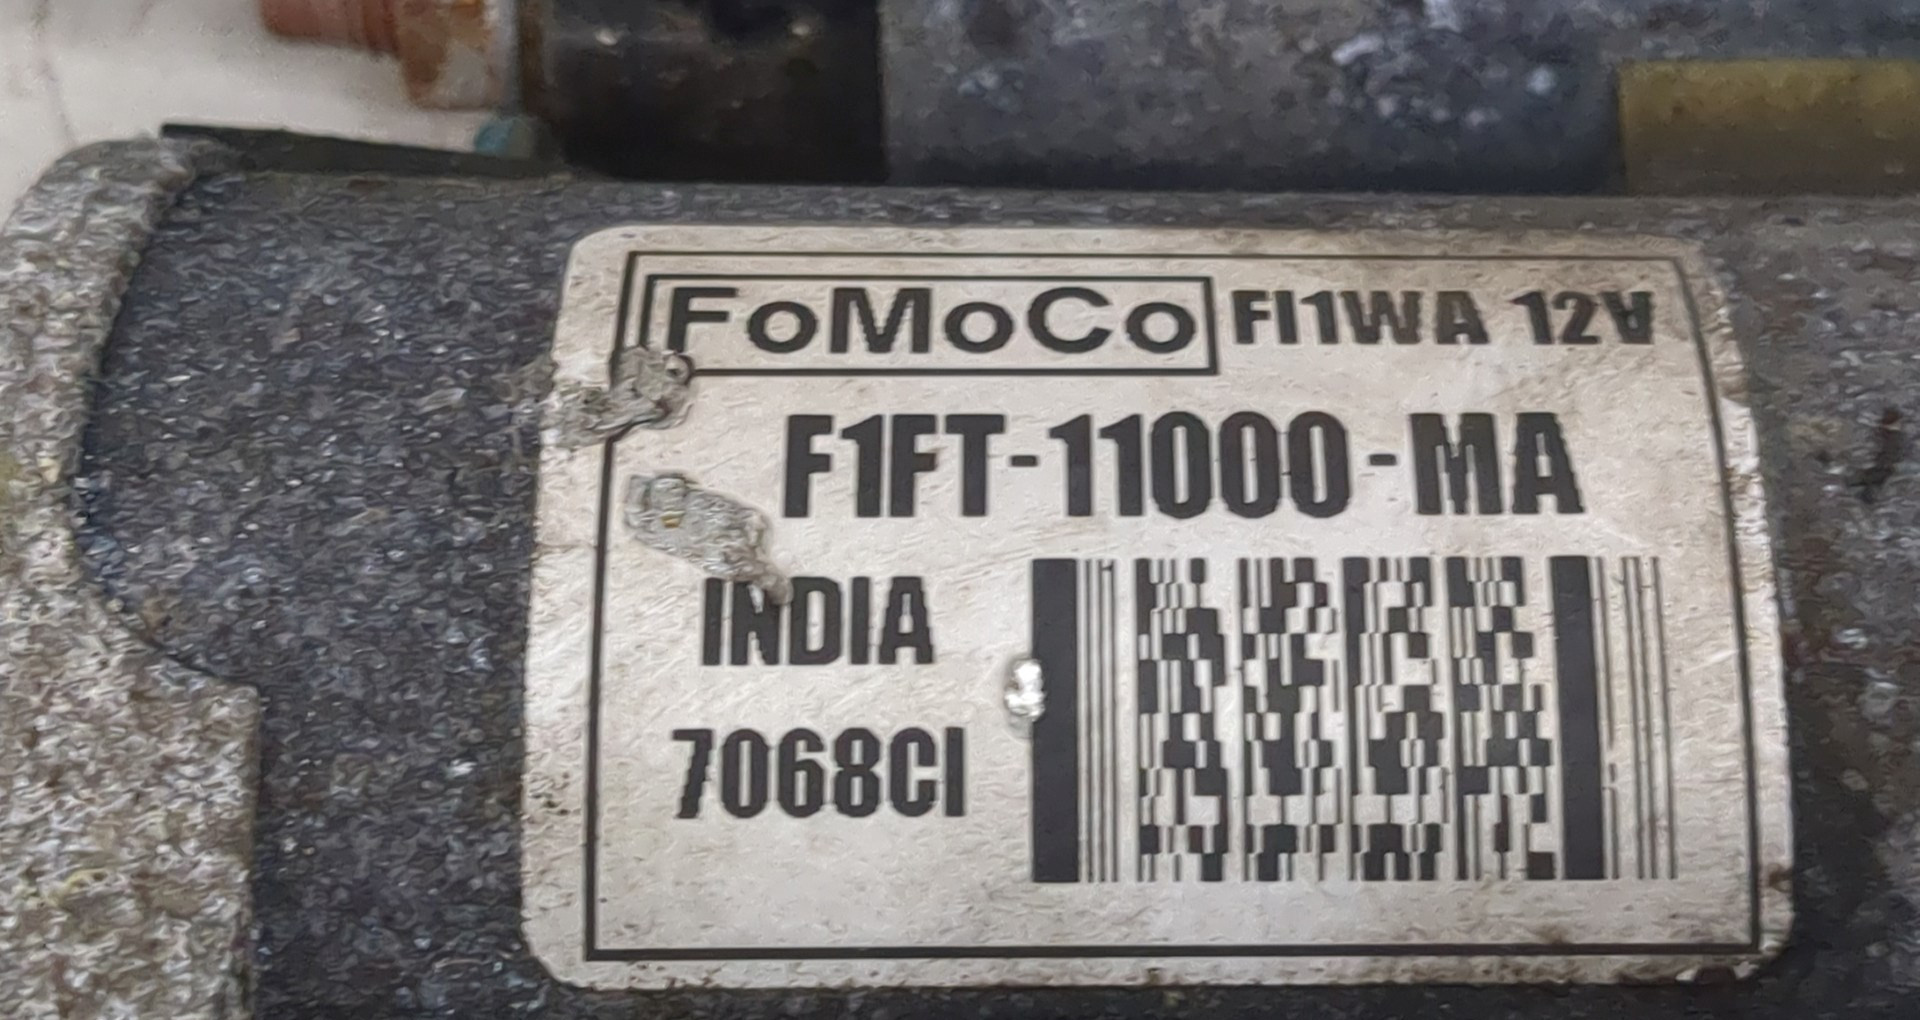 FoMoCo FI1WA 12V
F1FT-11000-MA
INDIA
7068CI